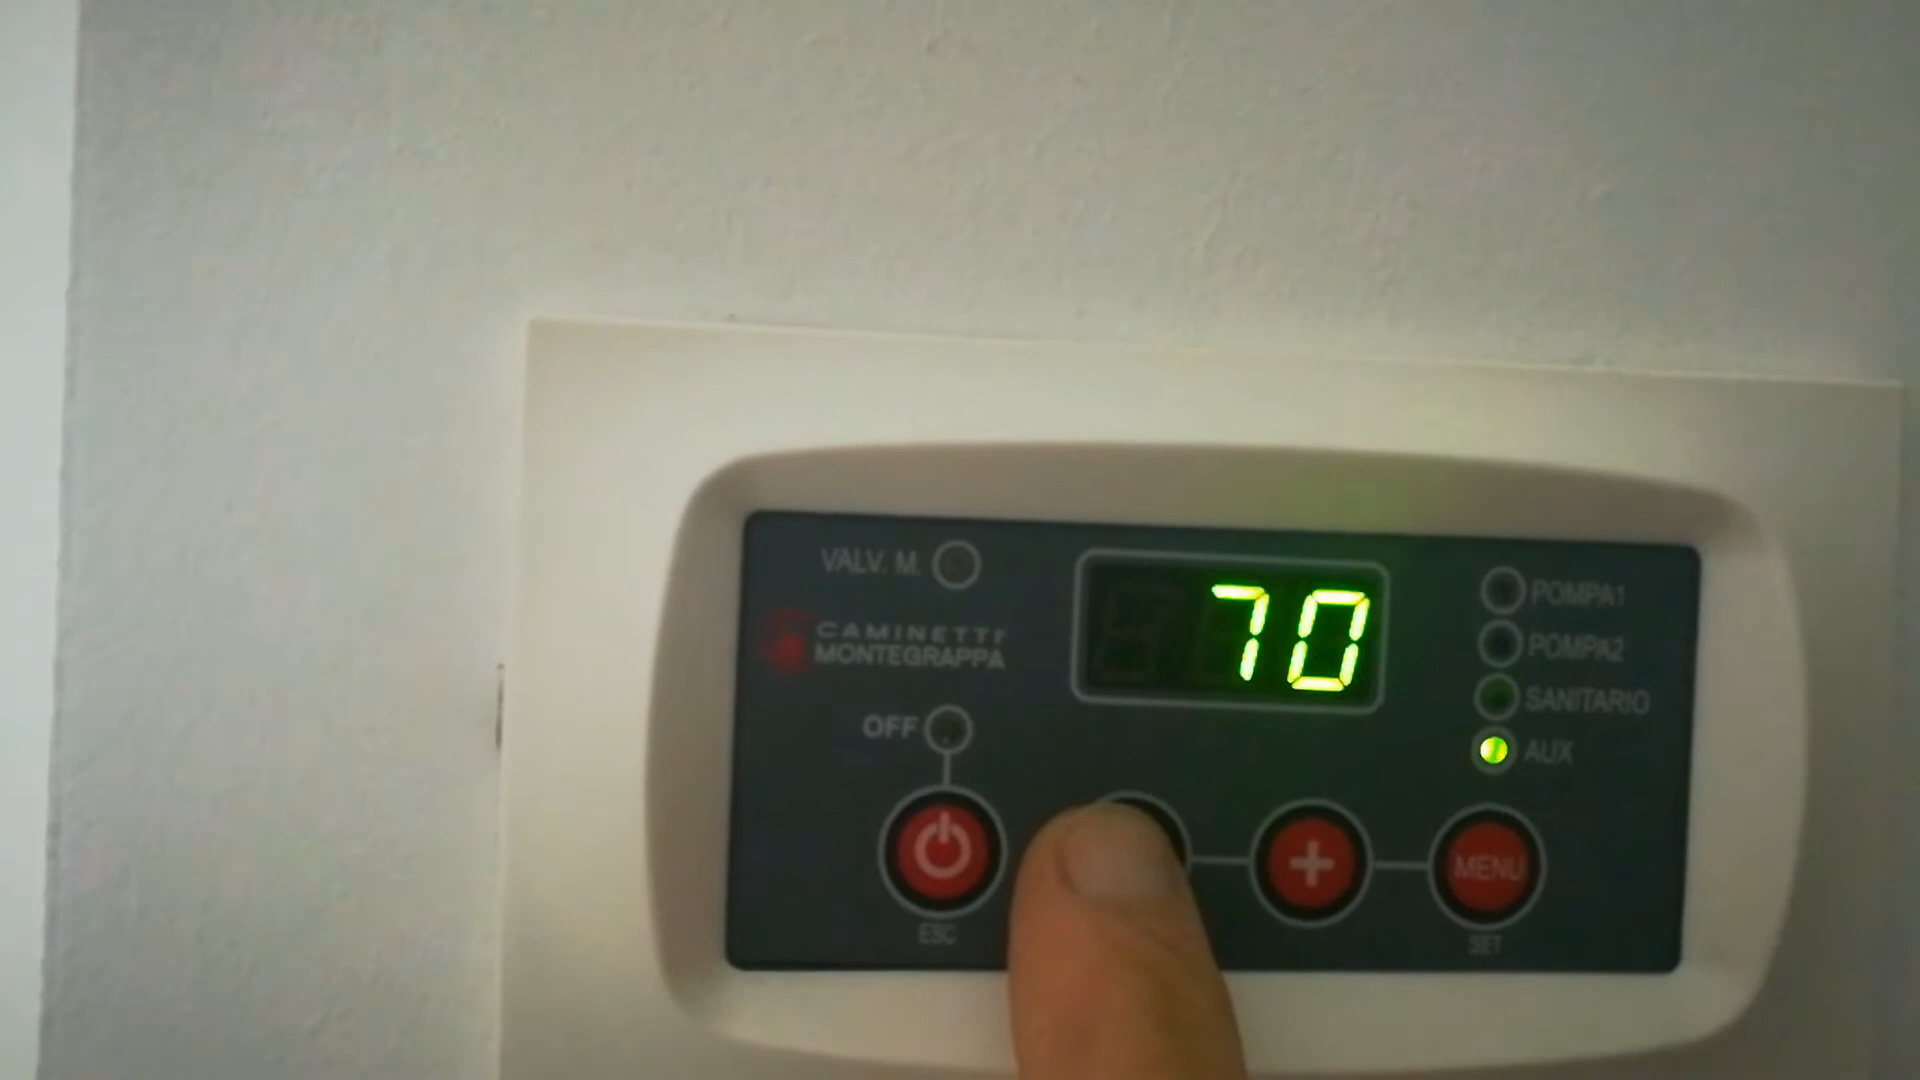 VALV. M.
CAMINETTI
MONTEGRAPPA
OFF
ESC
70
POMPA1
POMPA2
SANITARIO
AUX
+
MENU
SET